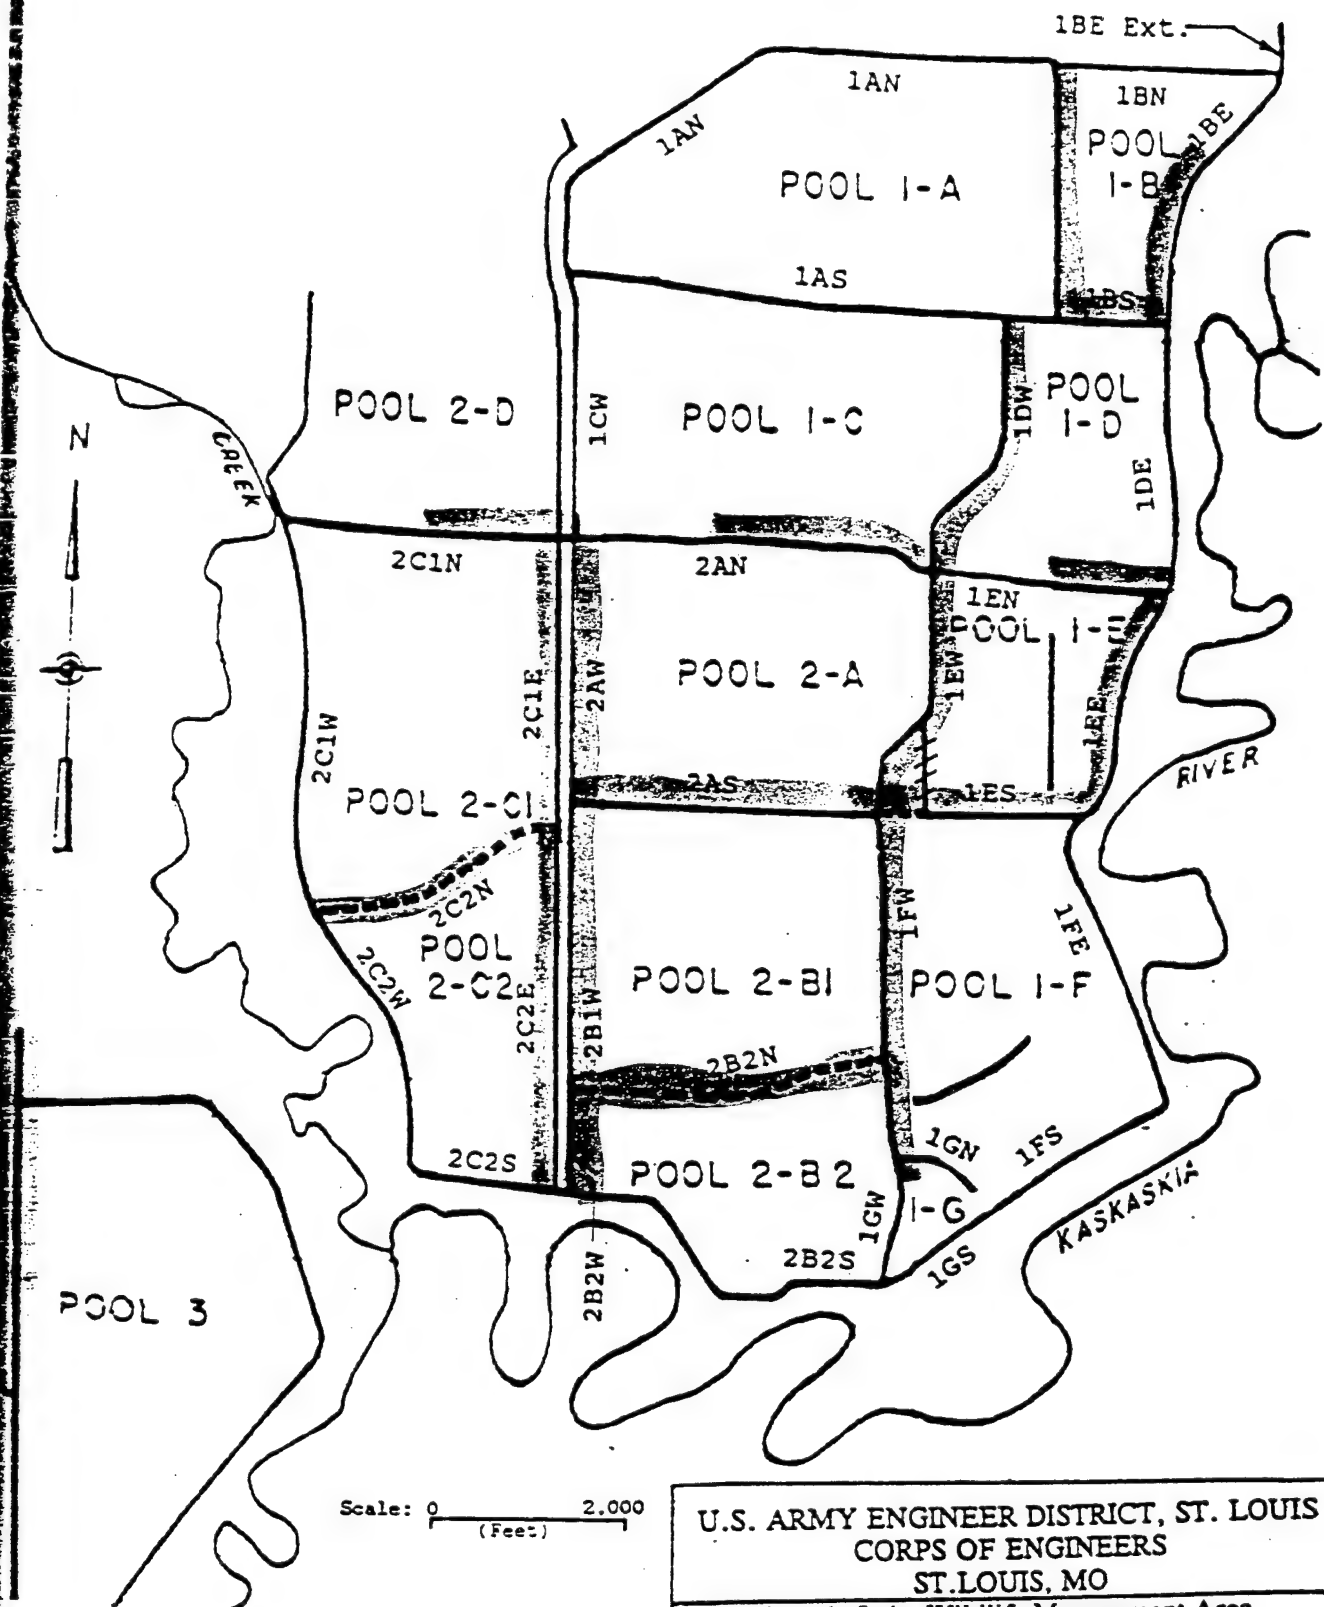 1BE Ext.
1AN
1AN
1BN
1BE
POOL
1-B
POOL 1-A
1AS
1BS
POOL 2-D
1CW
POOL 1-C
1DW
POOL
1-D
N
CREEK
1DE
2C1N
2AN
1EN
POOL 1-E
2C1E
2AW
POOL 2-A
1EW
1EE
2C1W
RIVER
POOL 2-C1
2AS
1ES
2C2N
1FW
1FE
POOL
2-C2
2C2W
2C2E
2B1W
POOL 2-B1
POOL 1-F
2B2N
1GN
1FS
2C2S
POOL 2-B2
1GW
1-G
KASKASKIA
2B2S
1GS
2B2W
POOL 3
Scale: 0 2.000
(Feet)
U.S. ARMY ENGINEER DISTRICT, ST. LOUIS
CORPS OF ENGINEERS
ST.LOUIS, MO